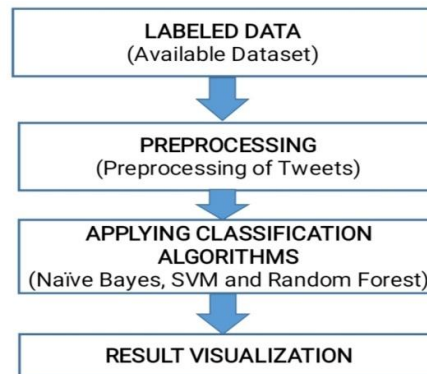 LABELED DATA
(Available Dataset)
PREPROCESSING
(Preprocessing of Tweets)
APPLYING CLASSIFICATION
ALGORITHMS
(Naïve Bayes, SVM and Random Forest)
RESULT VISUALIZATION